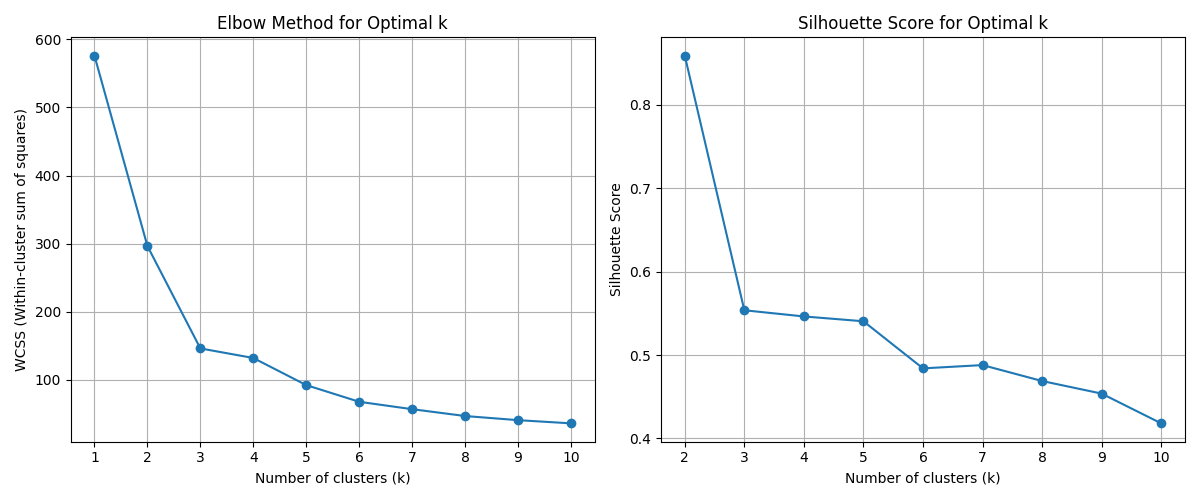 Elbow Method for Optimal k
600
500
400
300
200
100
WCSS (Within-cluster sum of squares)
1 2 3 4 5 6 7 8 9 10
Number of clusters (k)
Silhouette Score for Optimal k
0.8
0.7
0.6
0.5
0.4
Silhouette Score
2 3 4 5 6 7 8 9 10
Number of clusters (k)